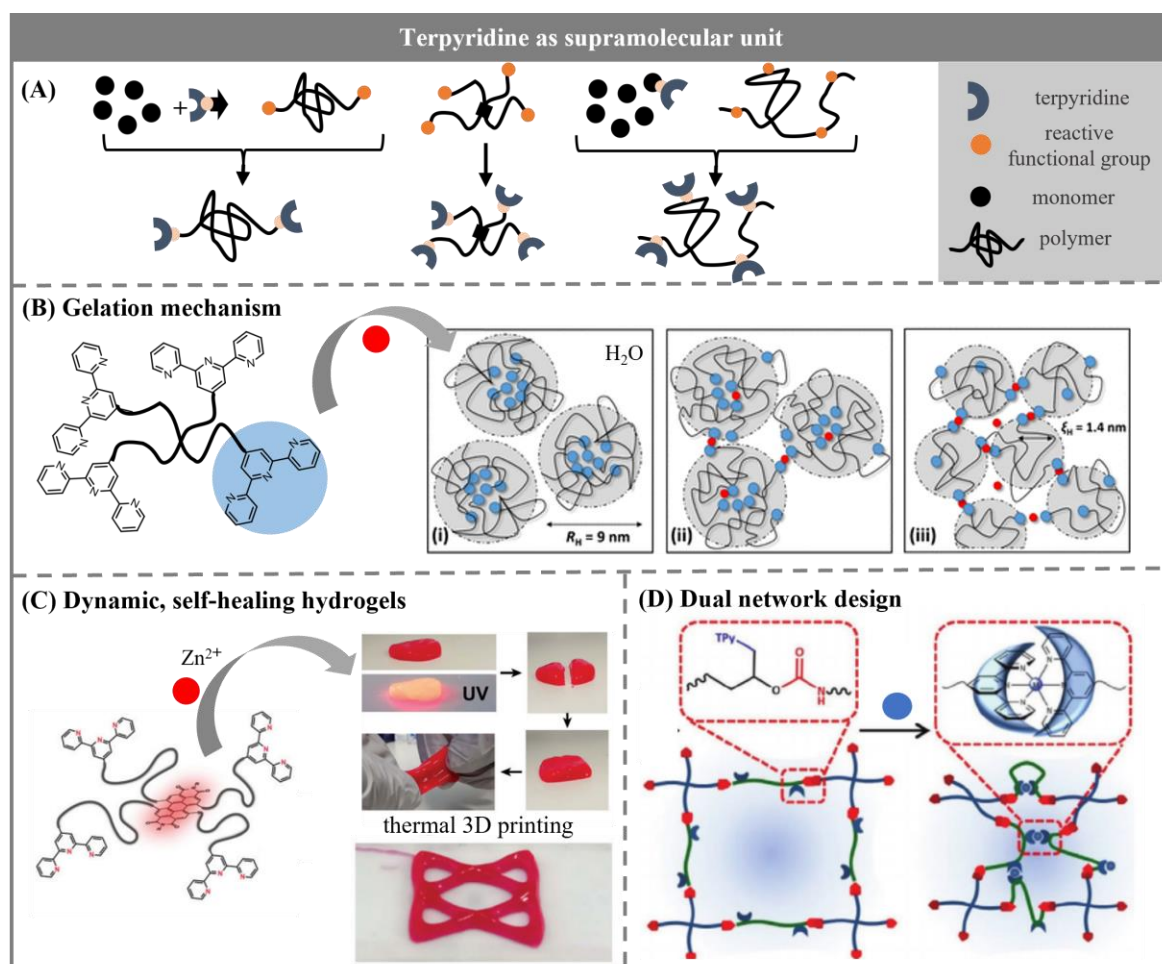 Terpyridine as supramolecular unit
(A)
+
terpyridine
reactive
functional group
monomer
polymer
(B) Gelation mechanism
N
N
N
N
N
N
N
N
N
N
N
N
H2O
(i)
RH = 9 nm
(ii)
ξH = 1.4 nm
(iii)
(C) Dynamic, self-healing hydrogels
Zn2+
UV
thermal 3D printing
(D) Dual network design
TPy
O
O
N
H